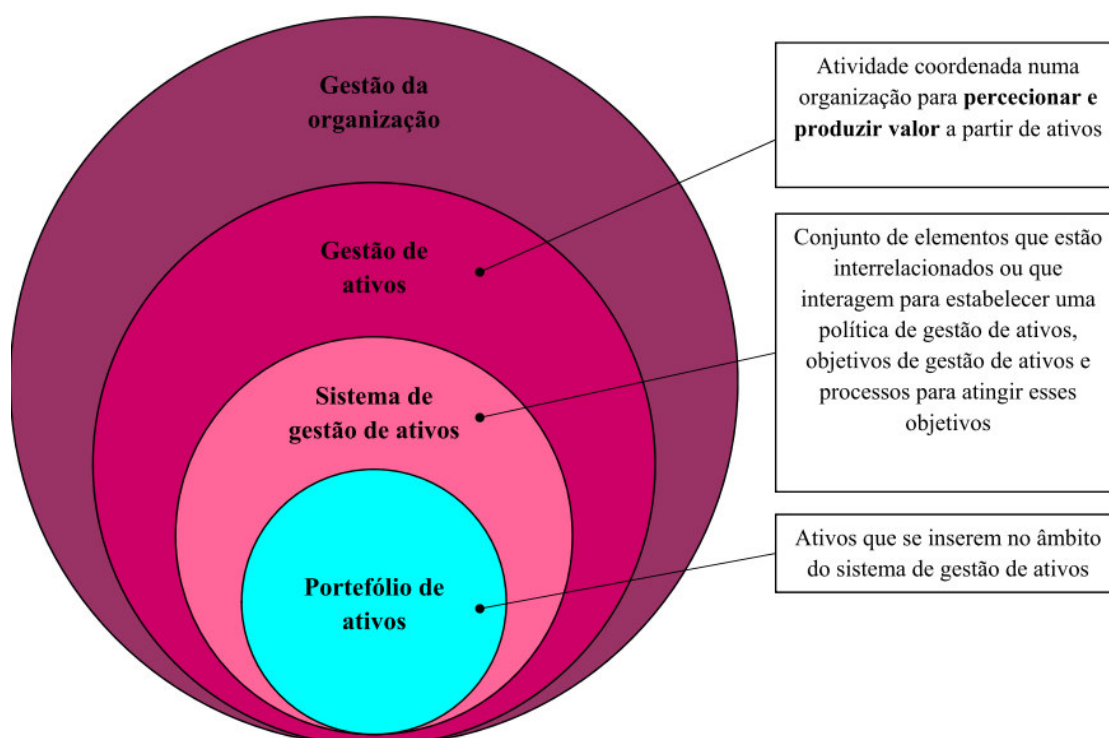 Gestão da
organização
Gestão de
ativos
Sistema de
gestão de ativos
Portefólio de
ativos
Atividade coordenada numa
organização para percecionar e
produzir valor a partir de ativos
Conjunto de elementos que estão
interrelacionados ou que
interagem para estabelecer uma
política de gestão de ativos,
objetivos de gestão de ativos e
processos para atingir esses
objetivos
Ativos que se inserem no âmbito
do sistema de gestão de ativos